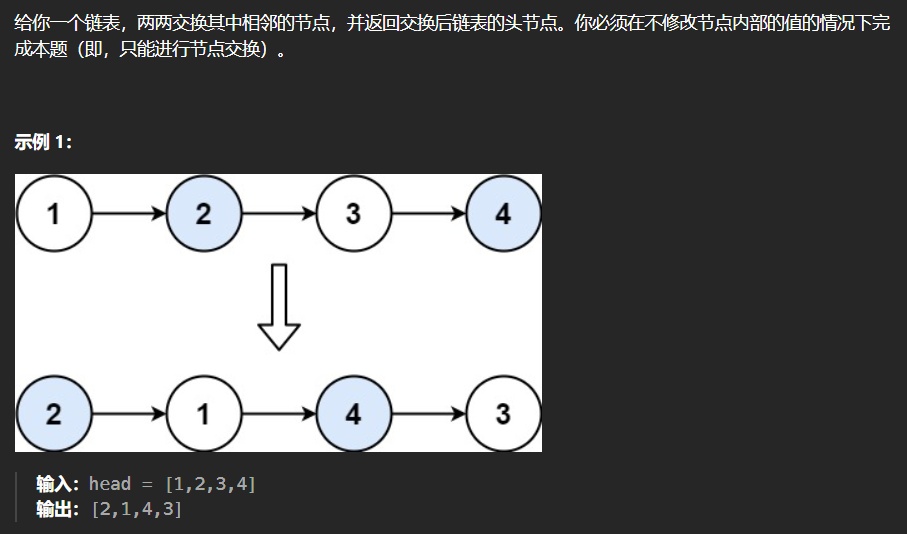 给你一个链表，两两交换其中相邻的节点，并返回交换后链表的头节点。你必须在不修改节点内部的值的情况下完
成本题（即，只能进行节点交换）。
示例 1：
1 2 3 4
2 1 4 3
输入：head = [1,2,3,4]
输出：[2,1,4,3]